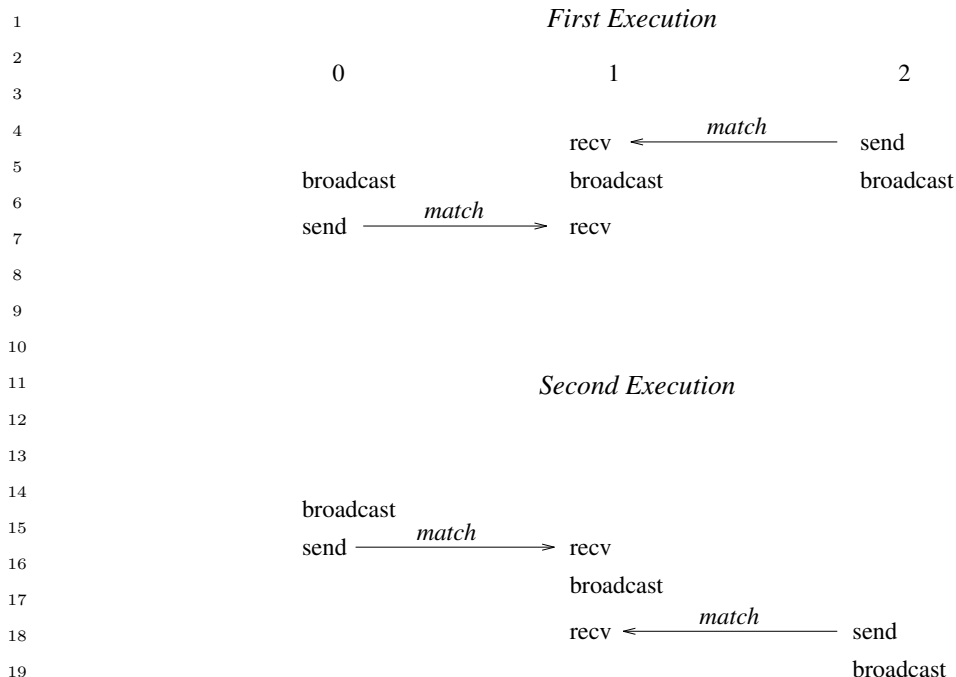 1
First Execution
2
0 1 2
3
4
match
recv send
5
broadcast broadcast broadcast
6
match
send recv
7
8
9
10
11
Second Execution
12
13
14
broadcast
15
match
send recv
16
broadcast
17
match
18
recv send
19
broadcast